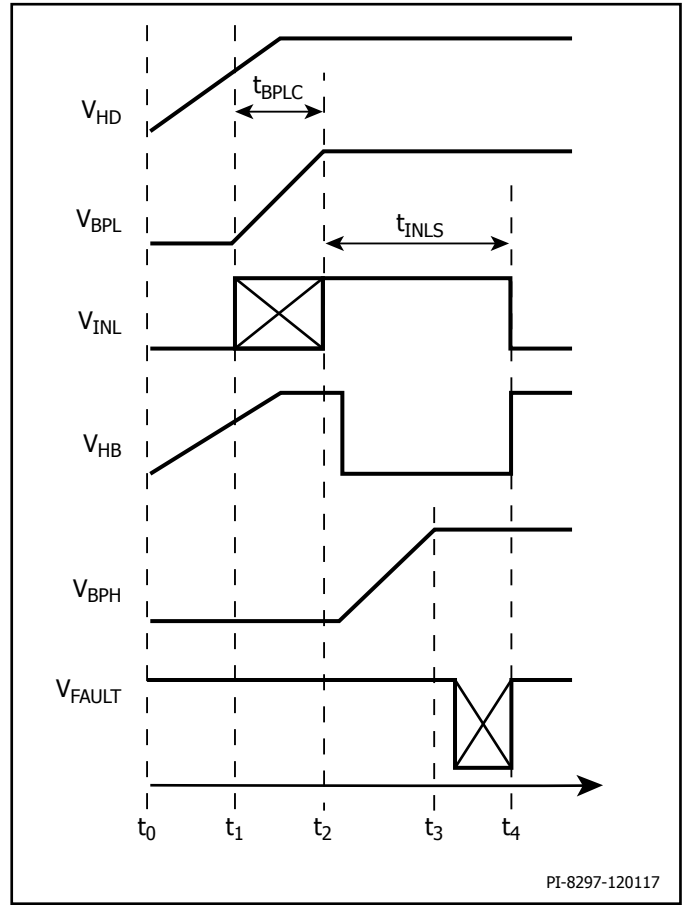 V_HD
t_BPLC
V_BPL
t_INLS
V_INL
V_HB
V_BPH
V_FAULT
t_0 t_1 t_2 t_3 t_4
PI-8297-120117